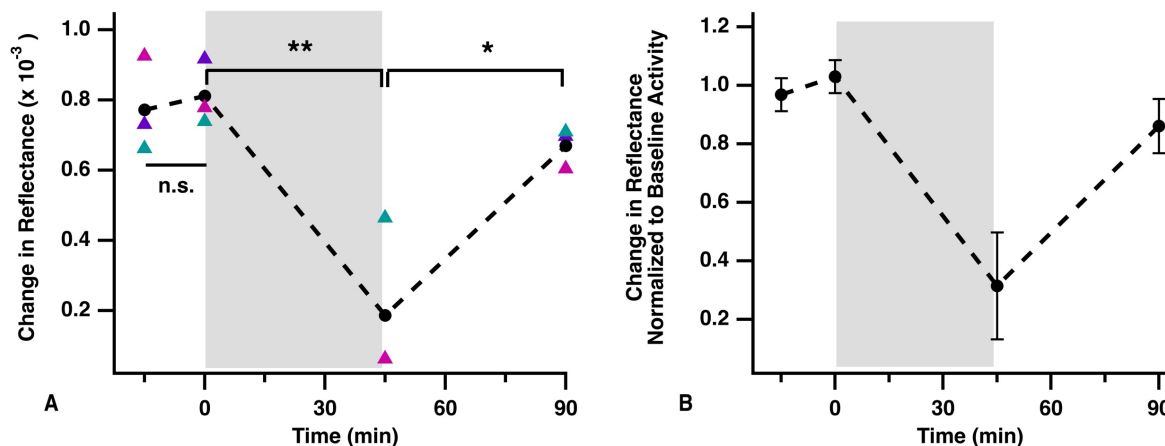 Change in Reflectance (x 10⁻³)
1.0
0.8
0.6
0.4
0.2
**
*
n.s.
0
30
60
90
A
Time (min)
Change in Reflectance
Normalized to Baseline Activity
1.2
1.0
0.8
0.6
0.4
0.2
0
30
60
90
B
Time (min)